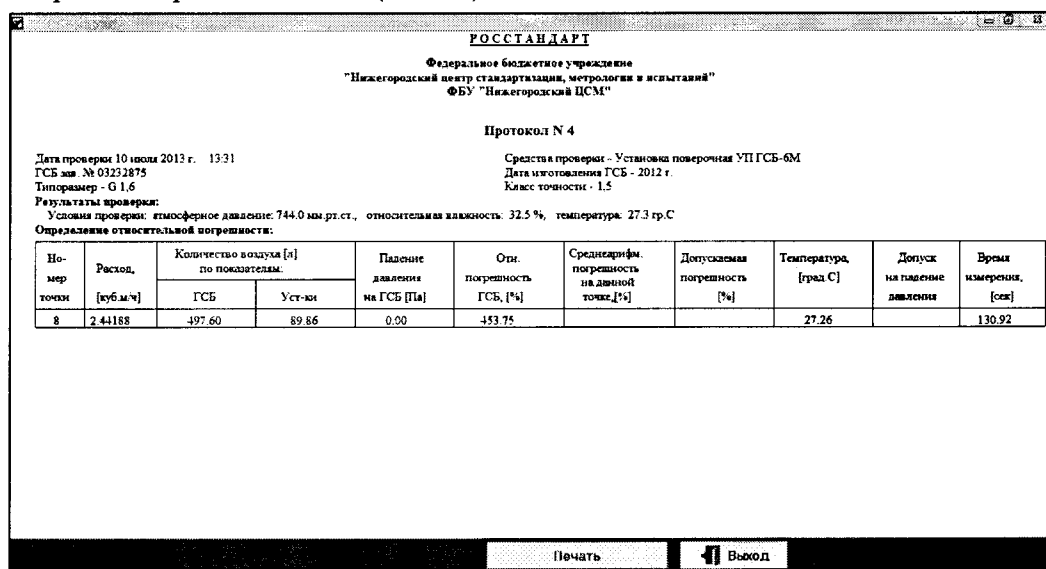 РОССТАНДАРТ
Федеральное бюджетное учреждение
"Нижегородский центр стандартизации, метрологии и испытаний"
ФБУ "Нижегородский ЦСМ"
Протокол N 4
Дата проверки 10 июля 2013 г. 13:31
Средства проверки - Установка поверочная УП ГСБ-6М
ГСБ зав. № 03232875
Дата изготовления ГСБ - 2012 г.
Типоразмер - G 1,6
Класс точности - 1,5
Результаты проверки:
Условия проверки: атмосферное давление: 744.0 мм.рт.ст., относительная влажность: 32.5 %, температура: 27.3 гр.С
Определение относительной погрешности:
Но-
мер
точки
Расход,
[куб.м/ч]
Количество воздуха [л]
по показателям:
ГСБ
Уст-ки
Падение
давления
на ГСБ [Па]
Отн.
погрешность
ГСБ, [%]
Среднеарифм.
погрешность
на данной
точке,[%]
Допускаемая
погрешность
[%]
Температура,
[град.С]
Допуск
на падение
давления
Время
измерения,
[сек]
8 2.44188 497.60 89.86 0.00 453.75 27.26 130.92
Печать
Выход